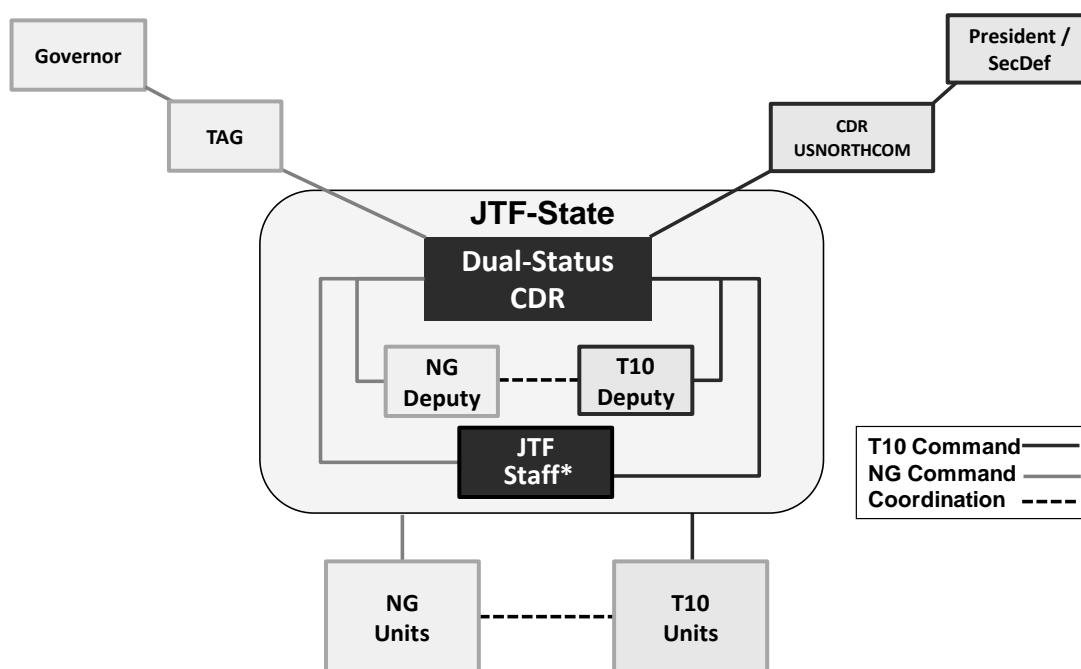 Governor
President /
SecDef
TAG
CDR
USNORTHCOM
JTF-State
Dual-Status
CDR
NG
Deputy
T10
Deputy
JTF
Staff*
T10 Command
NG Command
Coordination
NG
Units
T10
Units